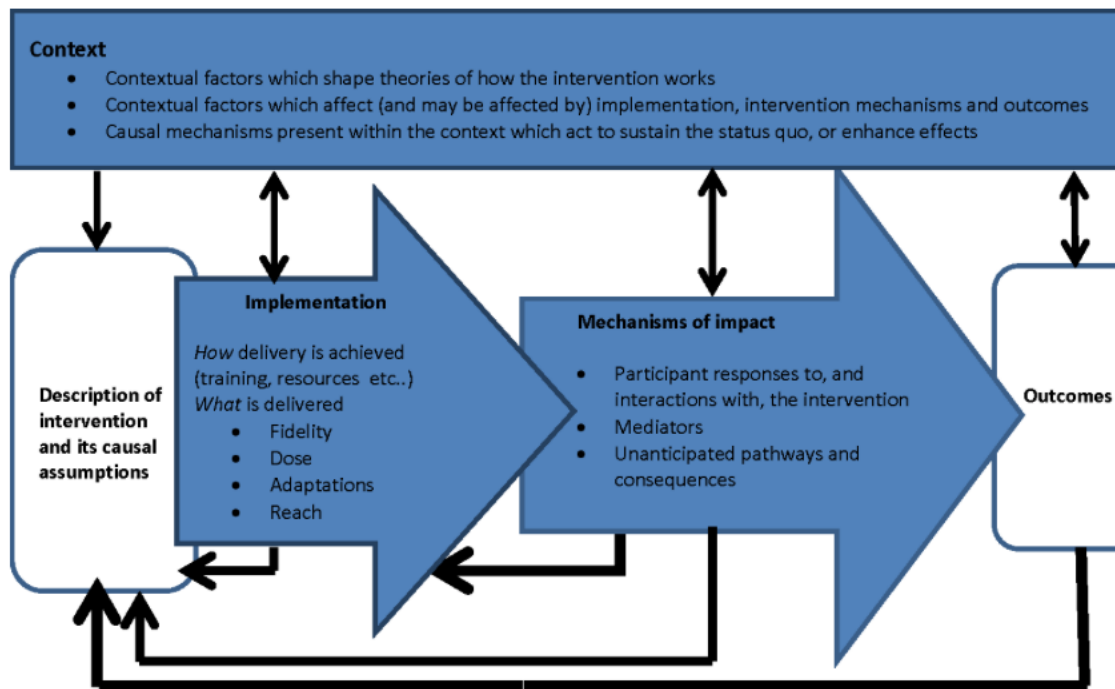 Context
• Contextual factors which shape theories of how the intervention works
• Contextual factors which affect (and may be affected by) implementation, intervention mechanisms and outcomes
• Causal mechanisms present within the context which act to sustain the status quo, or enhance effects
Description of
intervention
and its causal
assumptions
Implementation
How delivery is achieved
(training, resources etc..)
What is delivered
• Fidelity
• Dose
• Adaptations
• Reach
Mechanisms of impact
• Participant responses to, and
interactions with, the intervention
• Mediators
• Unanticipated pathways and
consequences
Outcomes